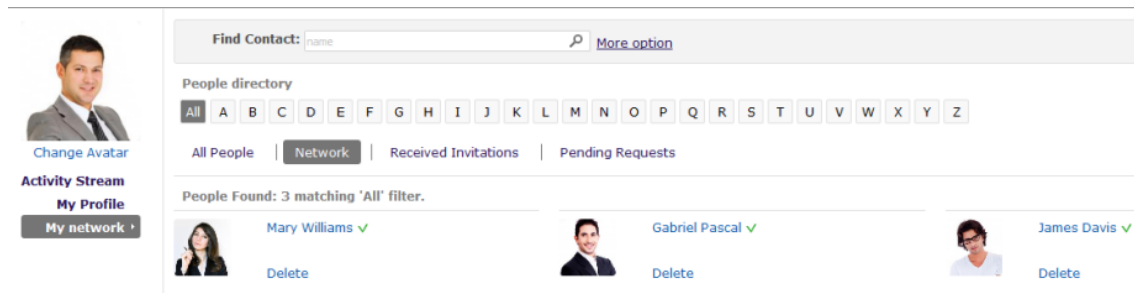 Find Contact: name More option
People directory
All A B C D E F G H I J K L M N O P Q R S T U V W X Y Z
Change Avatar
All People | Network | Received Invitations | Pending Requests
Activity Stream
My Profile
My network
People Found: 3 matching 'All' filter.
Mary Williams Gabriel Pascal James Davis
Delete Delete Delete